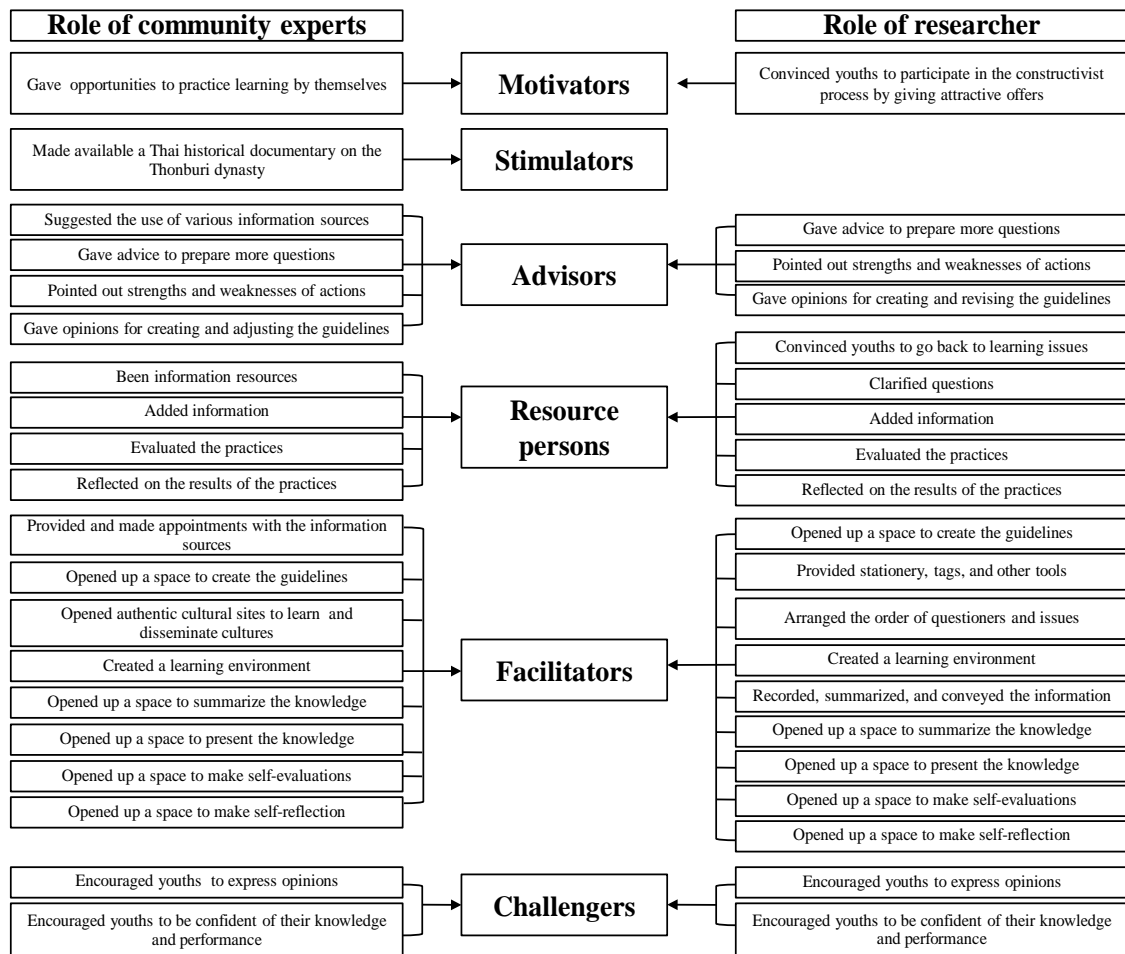 Role of community experts
Role of researcher
Gave opportunities to practice learning by themselves
Motivators
Convinced youths to participate in the constructivist
process by giving attractive offers
Made available a Thai historical documentary on the
Thonburi dynasty
Stimulators
Suggested the use of various information sources
Gave advice to prepare more questions
Pointed out strengths and weaknesses of actions
Gave opinions for creating and adjusting the guidelines
Advisors
Gave advice to prepare more questions
Pointed out strengths and weaknesses of actions
Gave opinions for creating and revising the guidelines
Been information resources
Added information
Evaluated the practices
Reflected on the results of the practices
Resource
persons
Convinced youths to go back to learning issues
Clarified questions
Added information
Evaluated the practices
Reflected on the results of the practices
Provided and made appointments with the information
sources
Opened up a space to create the guidelines
Opened authentic cultural sites to learn and
disseminate cultures
Created a learning environment
Opened up a space to summarize the knowledge
Opened up a space to present the knowledge
Opened up a space to make self-evaluations
Opened up a space to make self-reflection
Facilitators
Opened up a space to create the guidelines
Provided stationery, tags, and other tools
Arranged the order of questioners and issues
Created a learning environment
Recorded, summarized, and conveyed the information
Opened up a space to summarize the knowledge
Opened up a space to present the knowledge
Opened up a space to make self-evaluations
Opened up a space to make self-reflection
Encouraged youths to express opinions
Encouraged youths to be confident of their knowledge
and performance
Challengers
Encouraged youths to express opinions
Encouraged youths to be confident of their knowledge
and performance